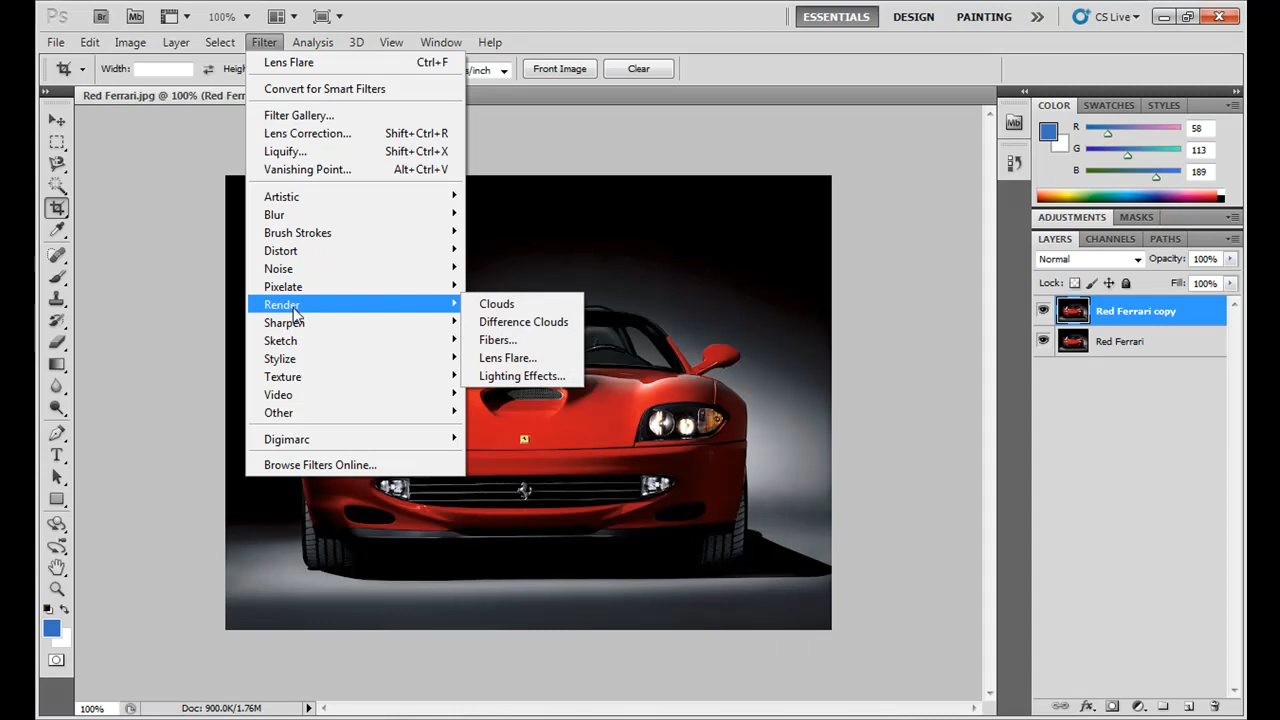 Ps Br Mb 100% ESSENTIALS DESIGN PAINTING CS Live
File Edit Image Layer Select Filter Analysis 3D View Window Help
Width: s/inch Front Image Clear
Red Ferrari.jpg @ 100% (Red
Lens Flare Ctrl+F
Convert for Smart Filters
Filter Gallery...
Lens Correction... Shift+Ctrl+R
Liquify... Shift+Ctrl+X
Vanishing Point... Alt+Ctrl+V
Artistic
Blur
Brush Strokes
Distort
Noise
Pixelate
Render
Sharpen
Sketch
Stylize
Texture
Video
Other
Digimarc
Browse Filters Online...
Clouds
Difference Clouds
Fibers...
Lens Flare...
Lighting Effects...
Mb
COLOR SWATCHES STYLES
R 58
G 113
B 189
ADJUSTMENTS MASKS
LAYERS CHANNELS PATHS
Normal Opacity: 100%
Lock: Fill: 100%
Red Ferrari copy
Red Ferrari
T
fx
100% Doc: 900.0K/1.76M